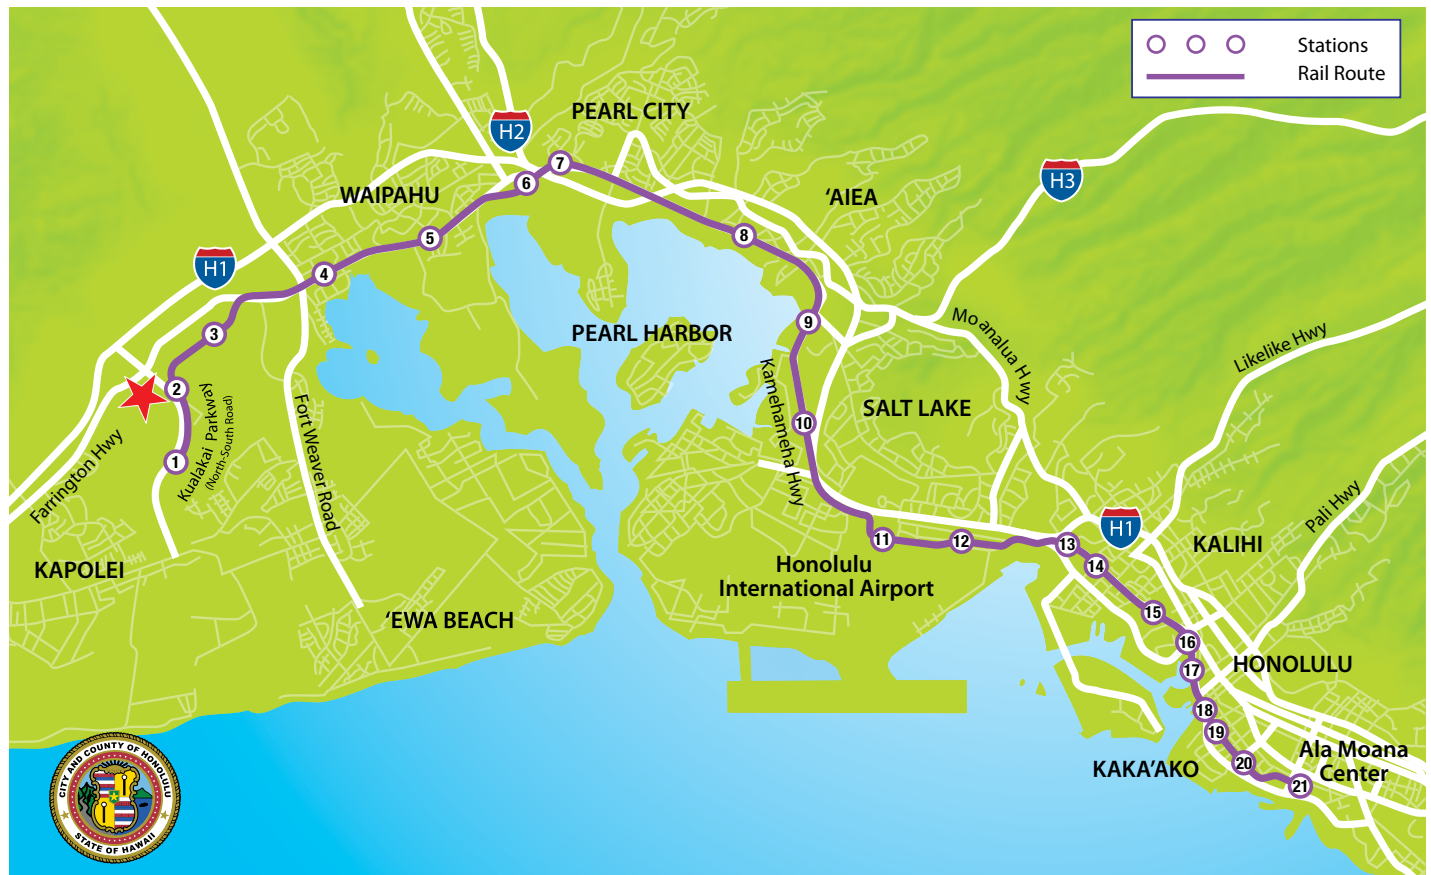 Stations
Rail Route
PEARL CITY
H2
H3
WAIPAHU
‘AIEA
7
6
5
8
H1
4
3
9
PEARL HARBOR
Moanalua Hwy
Likelike Hwy
2
Kualakai Parkway
(North-South Road)
Fort Weaver Road
Kamehameha Hwy
SALT LAKE
10
1
Farrington Hwy
Pali Hwy
H1
KALIHI
11
12
13
14
KAPOLEI
Honolulu
International Airport
‘EWA BEACH
15
16
17
HONOLULU
18
19
20
21
KAKA‘AKO
Ala Moana
Center
CITY AND COUNTY OF HONOLULU
STATE OF HAWAII